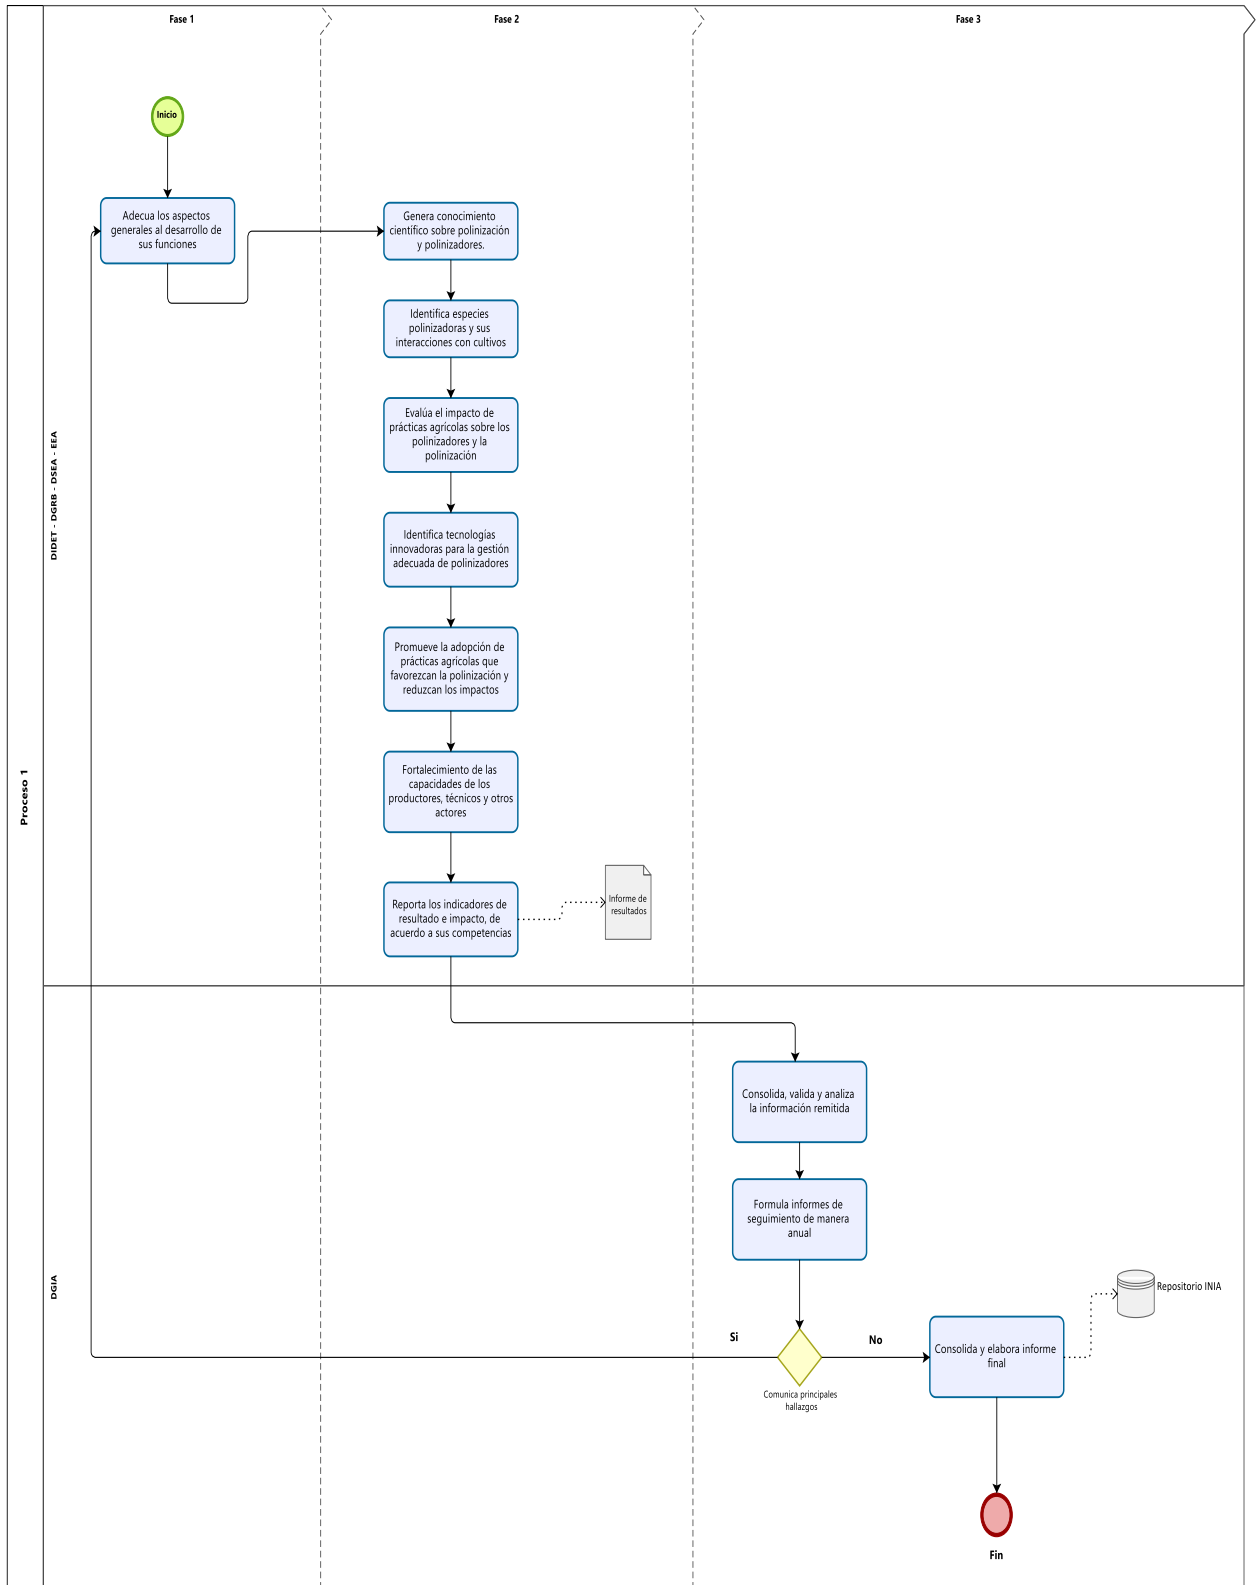 Fase 1
Fase 2
Fase 3
Proceso 1
DIDET - DGRB - DSEA - EEA
Inicio
Adecua los aspectos
generales al desarrollo de
sus funciones
Genera conocimiento
científico sobre polinización
y polinizadores.
Identifica especies
polinizadoras y sus
interacciones con cultivos
Evalúa el impacto de
prácticas agrícolas sobre los
polinizadores y la
polinización
Identifica tecnologías
innovadoras para la gestión
adecuada de polinizadores
Promueve la adopción de
prácticas agrícolas que
favorezcan la polinización y
reduzcan los impactos
Fortalecimiento de las
capacidades de los
productores, técnicos y otros
actores
Reporta los indicadores de
resultado e impacto, de
acuerdo a sus competencias
Informe de
resultados
DGIA
Consolida, valida y analiza
la información remitida
Formula informes de
seguimiento de manera
anual
Si
No
Comunica principales
hallazgos
Consolida y elabora informe
final
Repositorio INIA
Fin